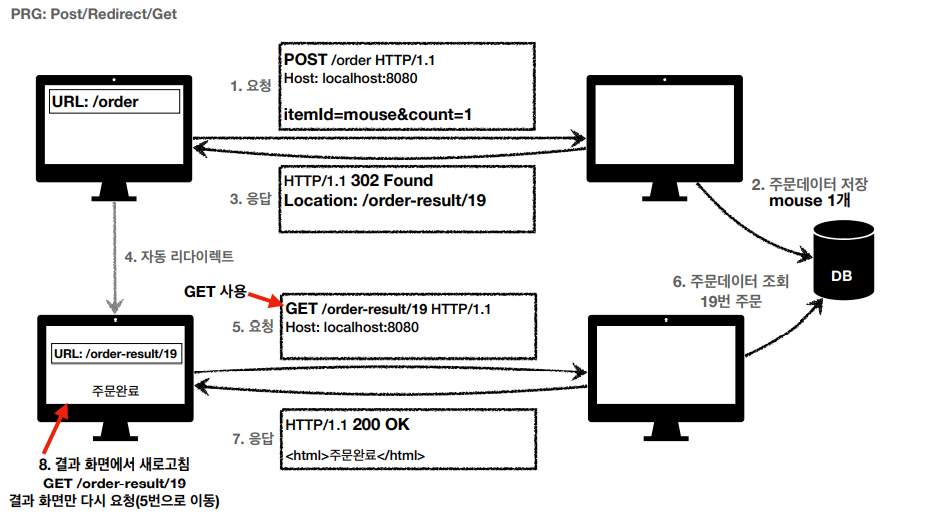 PRG: Post/Redirect/Get
URL: /order
1. 요청
POST /order HTTP/1.1
Host: localhost:8080
itemId=mouse&count=1
2. 주문데이터 저장
mouse 1개
DB
3. 응답
HTTP/1.1 302 Found
Location: /order-result/19
4. 자동 리다이렉트
GET 사용
5. 요청
GET /order-result/19 HTTP/1.1
Host: localhost:8080
6. 주문데이터 조회
19번 주문
URL: /order-result/19
주문완료
7. 응답
HTTP/1.1 200 OK
<html>주문완료</html>
8. 결과 화면에서 새로고침
GET /order-result/19
결과 화면만 다시 요청(5번으로 이동)